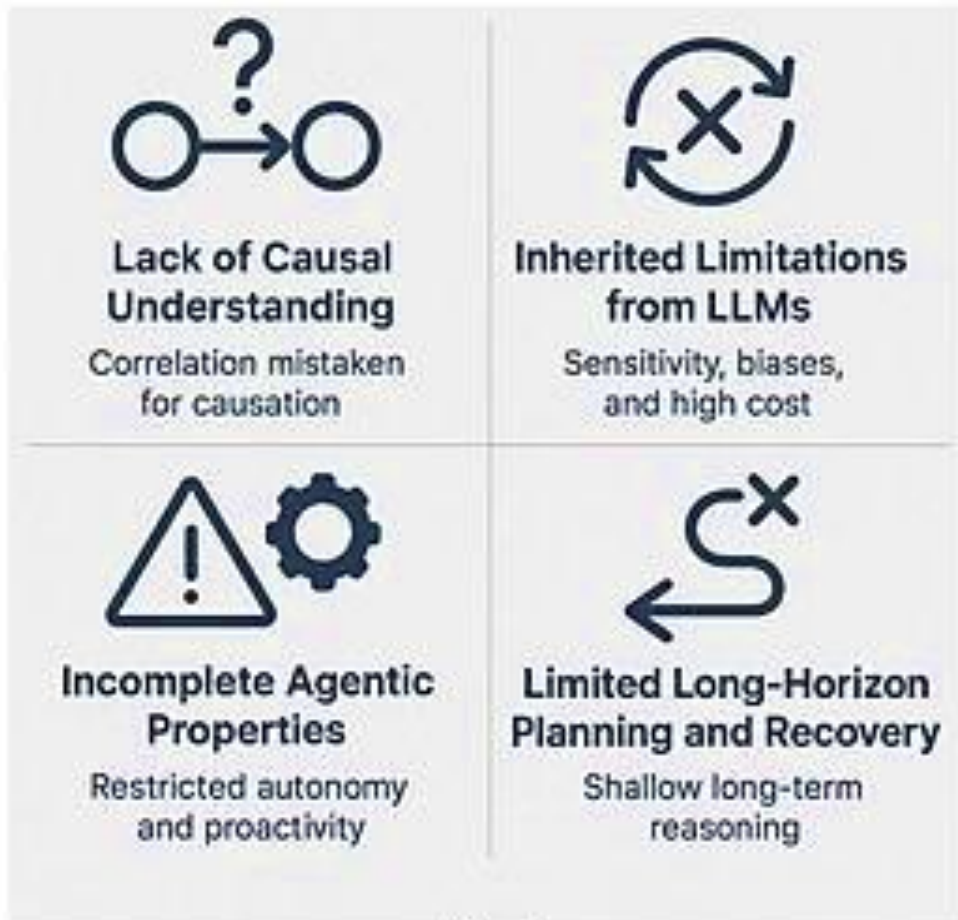 ?
Lack of Causal
Understanding
Correlation mistaken
for causation
Inherited Limitations
from LLMs
Sensitivity, biases,
and high cost
Incomplete Agentic
Properties
Restricted autonomy
and proactivity
Limited Long-Horizon
Planning and Recovery
Shallow long-term
reasoning